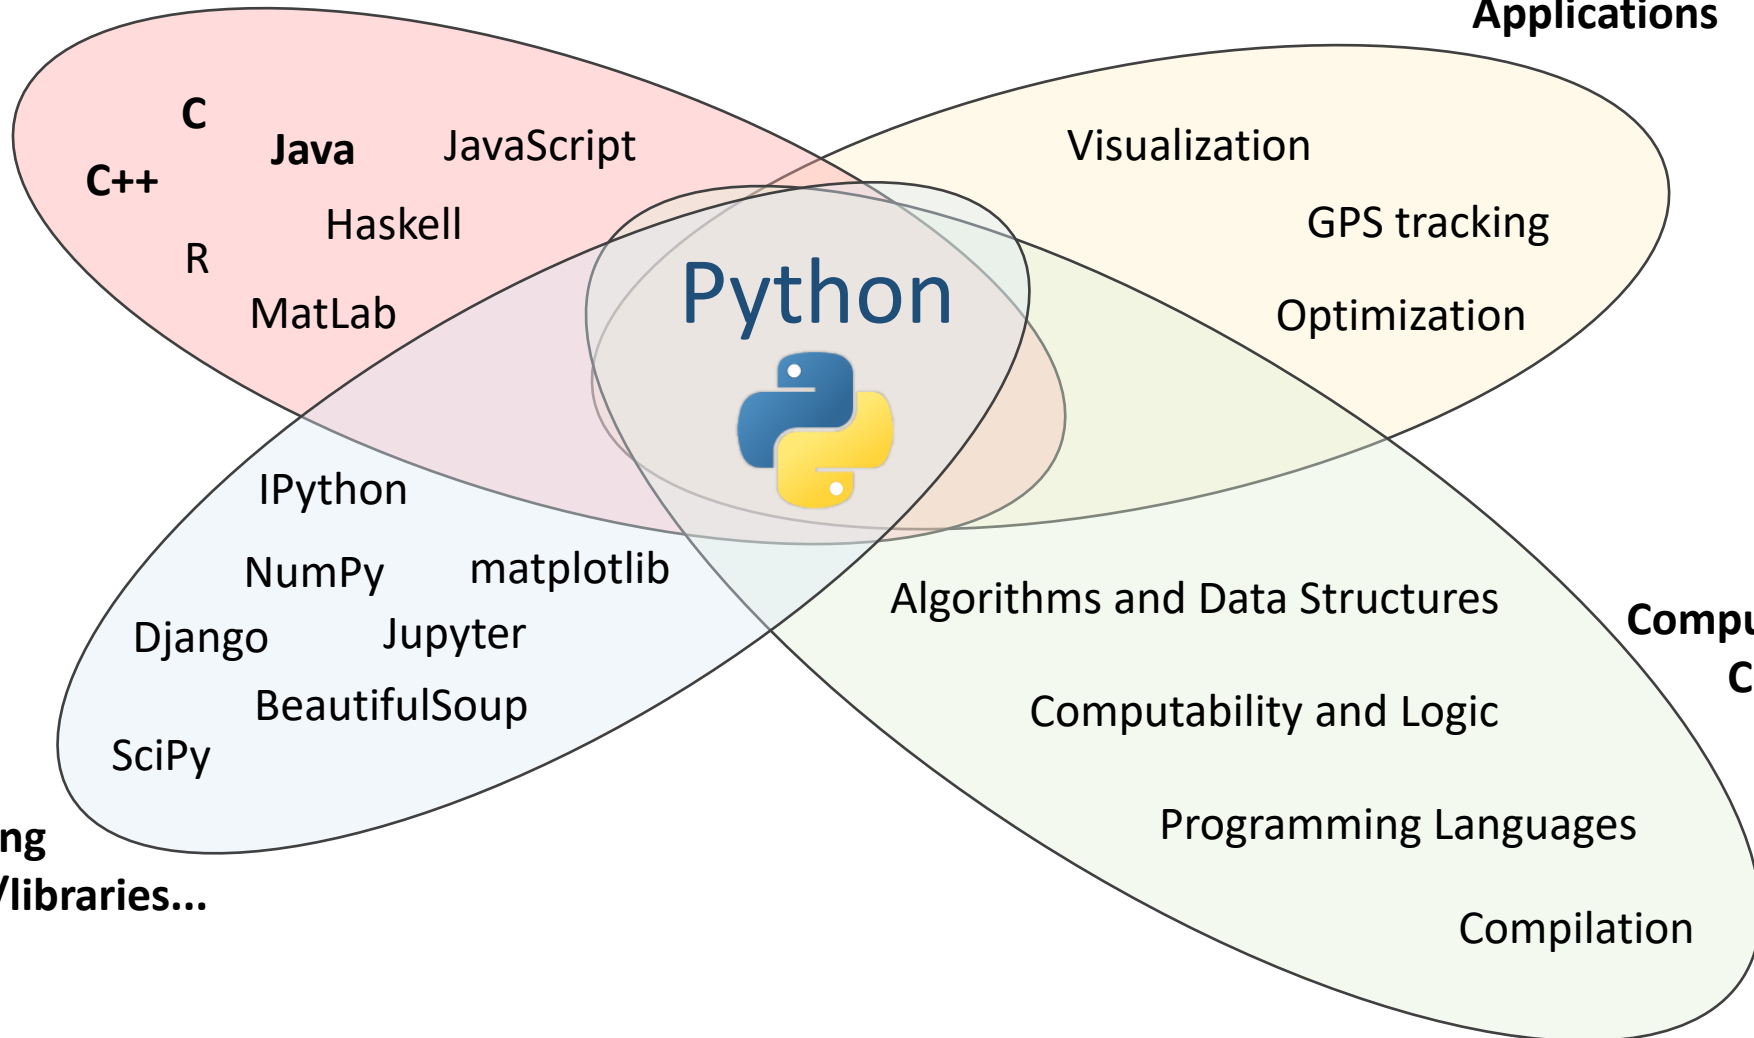 Applications
C
Java
JavaScript
C++
Haskell
R
MatLab
Visualization
GPS tracking
Optimization
Python
IPython
NumPy
matplotlib
Django
Jupyter
BeautifulSoup
SciPy
Algorithms and Data Structures
Computability and Logic
Programming Languages
Compilation
Compu
C
ng
/libraries...